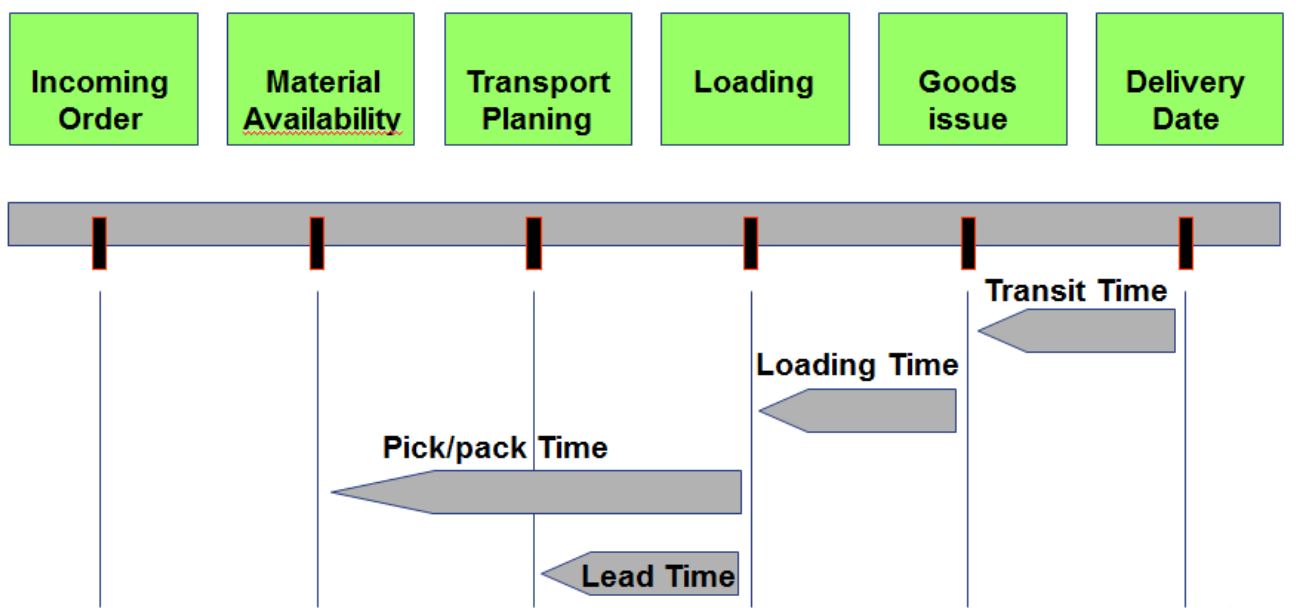 Incoming
Order
Material
Availability
Transport
Planing
Loading
Goods
issue
Delivery
Date
Transit Time
Loading Time
Pick/pack Time
Lead Time